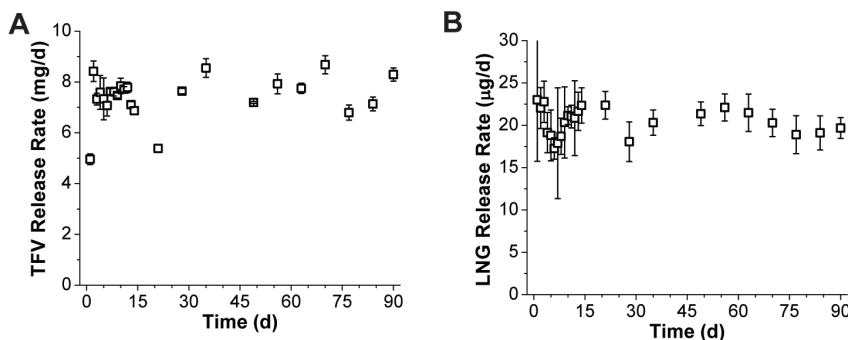 A
TFV Release Rate (mg/d)
10
8
6
4
2
0
0 15 30 45 60 75 90
Time (d)
B
LNG Release Rate (µg/d)
30
25
20
15
10
5
0
0 15 30 45 60 75 90
Time (d)